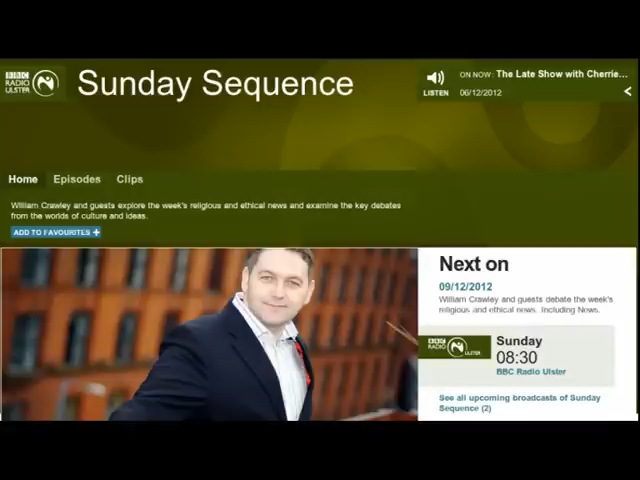 BBC
RADIO
ULSTER
Sunday Sequence
ON NOW: The Late Show with Cherrie...
LISTEN
06/12/2012
<
Home Episodes Clips
William Crawley and guests explore the week's religious and ethical news and examine the key debates
from the worlds of culture and ideas.
ADD TO FAVOURITES +
Next on
09/12/2012
William Crawley and guests debate the week's
religious and ethical news. Including News.
BBC
RADIO
ULSTER
Sunday
08:30
BBC Radio Ulster
See all upcoming broadcasts of Sunday
Sequence (2)